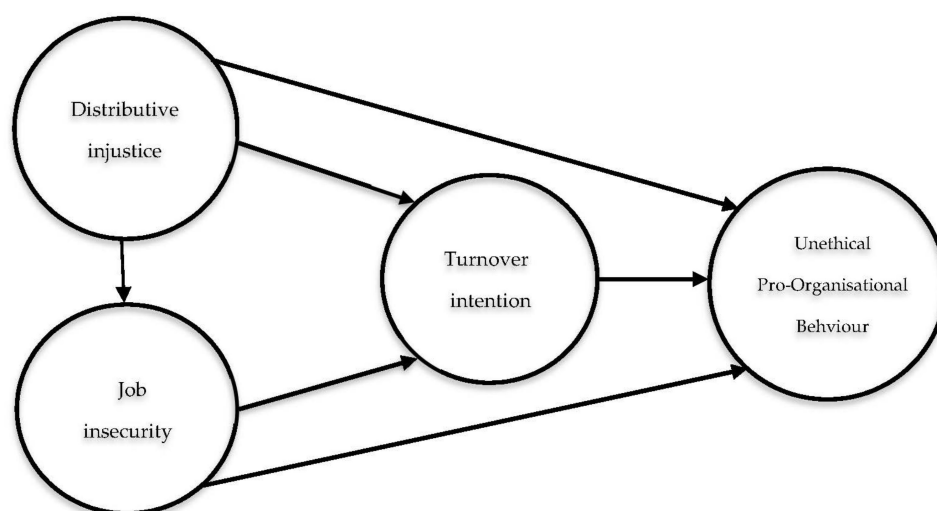 Distributive
injustice
Turnover
intention
Unethical
Pro-Organisational
Behviour
Job
insecurity